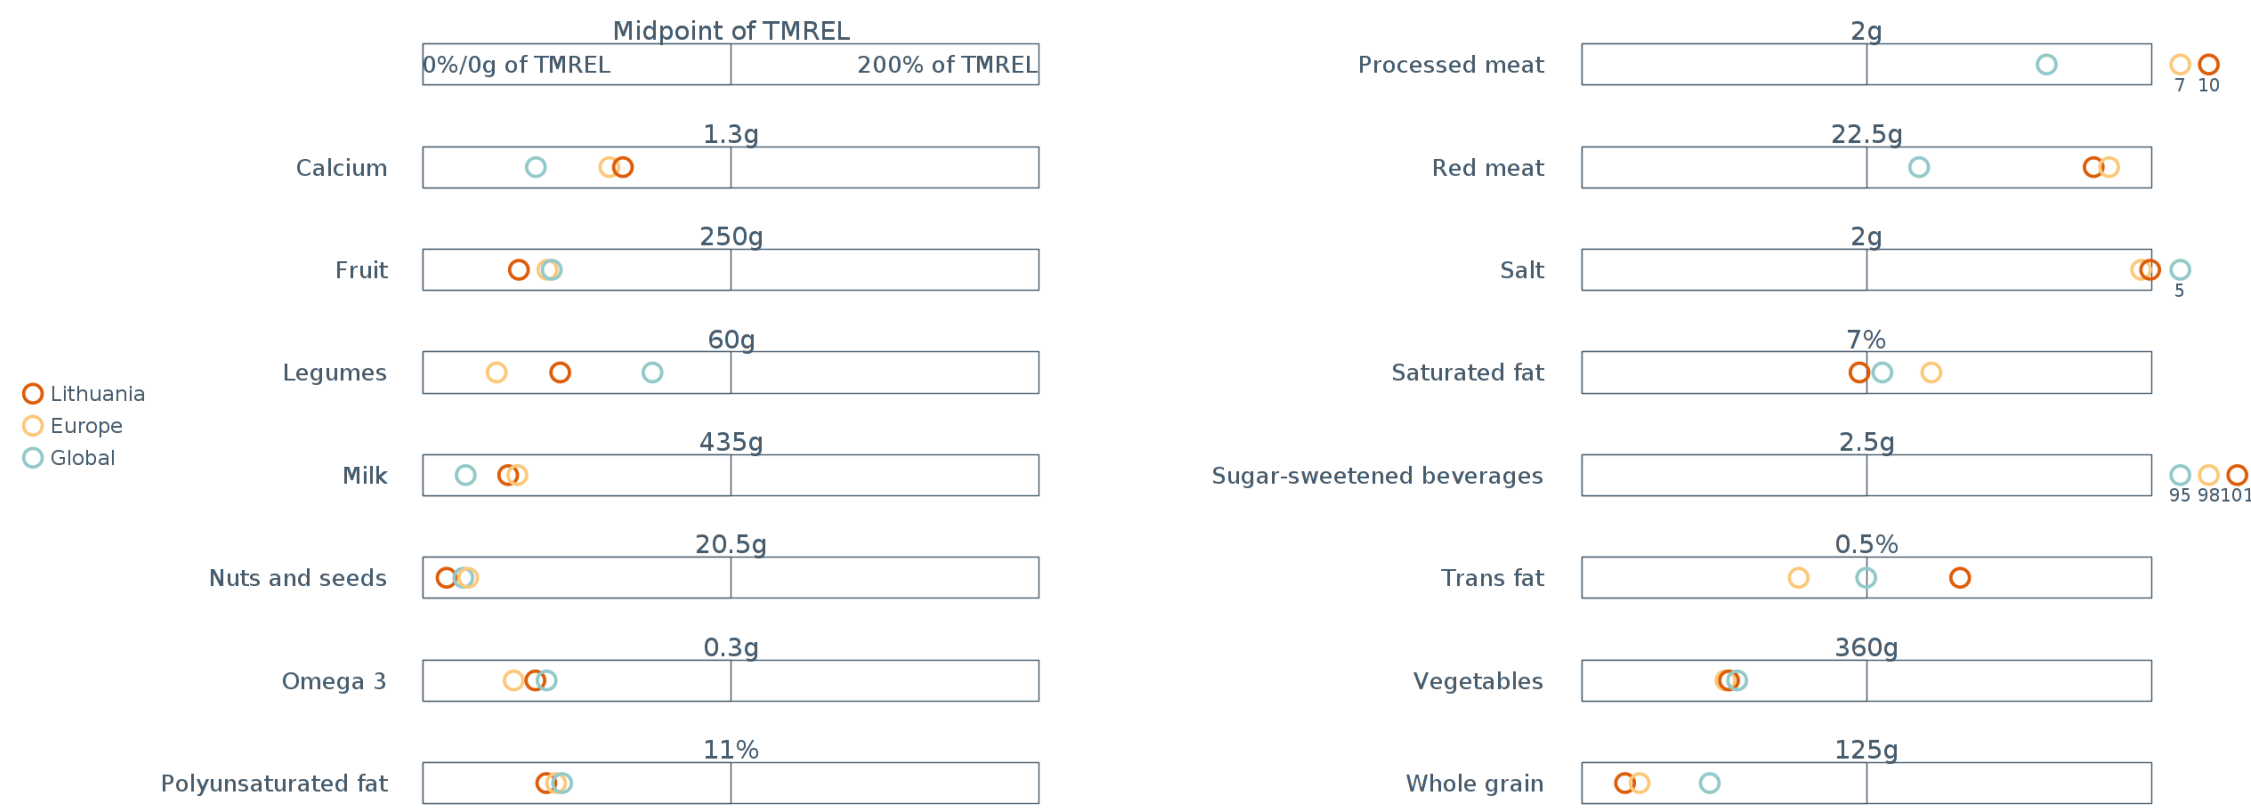 Midpoint of TMREL
0%/0g of TMREL 200% of TMREL
Calcium 1.3g
Fruit 250g
Legumes 60g
Milk 435g
Nuts and seeds 20.5g
Omega 3 0.3g
Polyunsaturated fat 11%
Lithuania
Europe
Global
Processed meat 2g
7 10
Red meat 22.5g
Salt 2g
5
Saturated fat 7%
Sugar-sweetened beverages 2.5g
95 98 101
Trans fat 0.5%
Vegetables 360g
Whole grain 125g